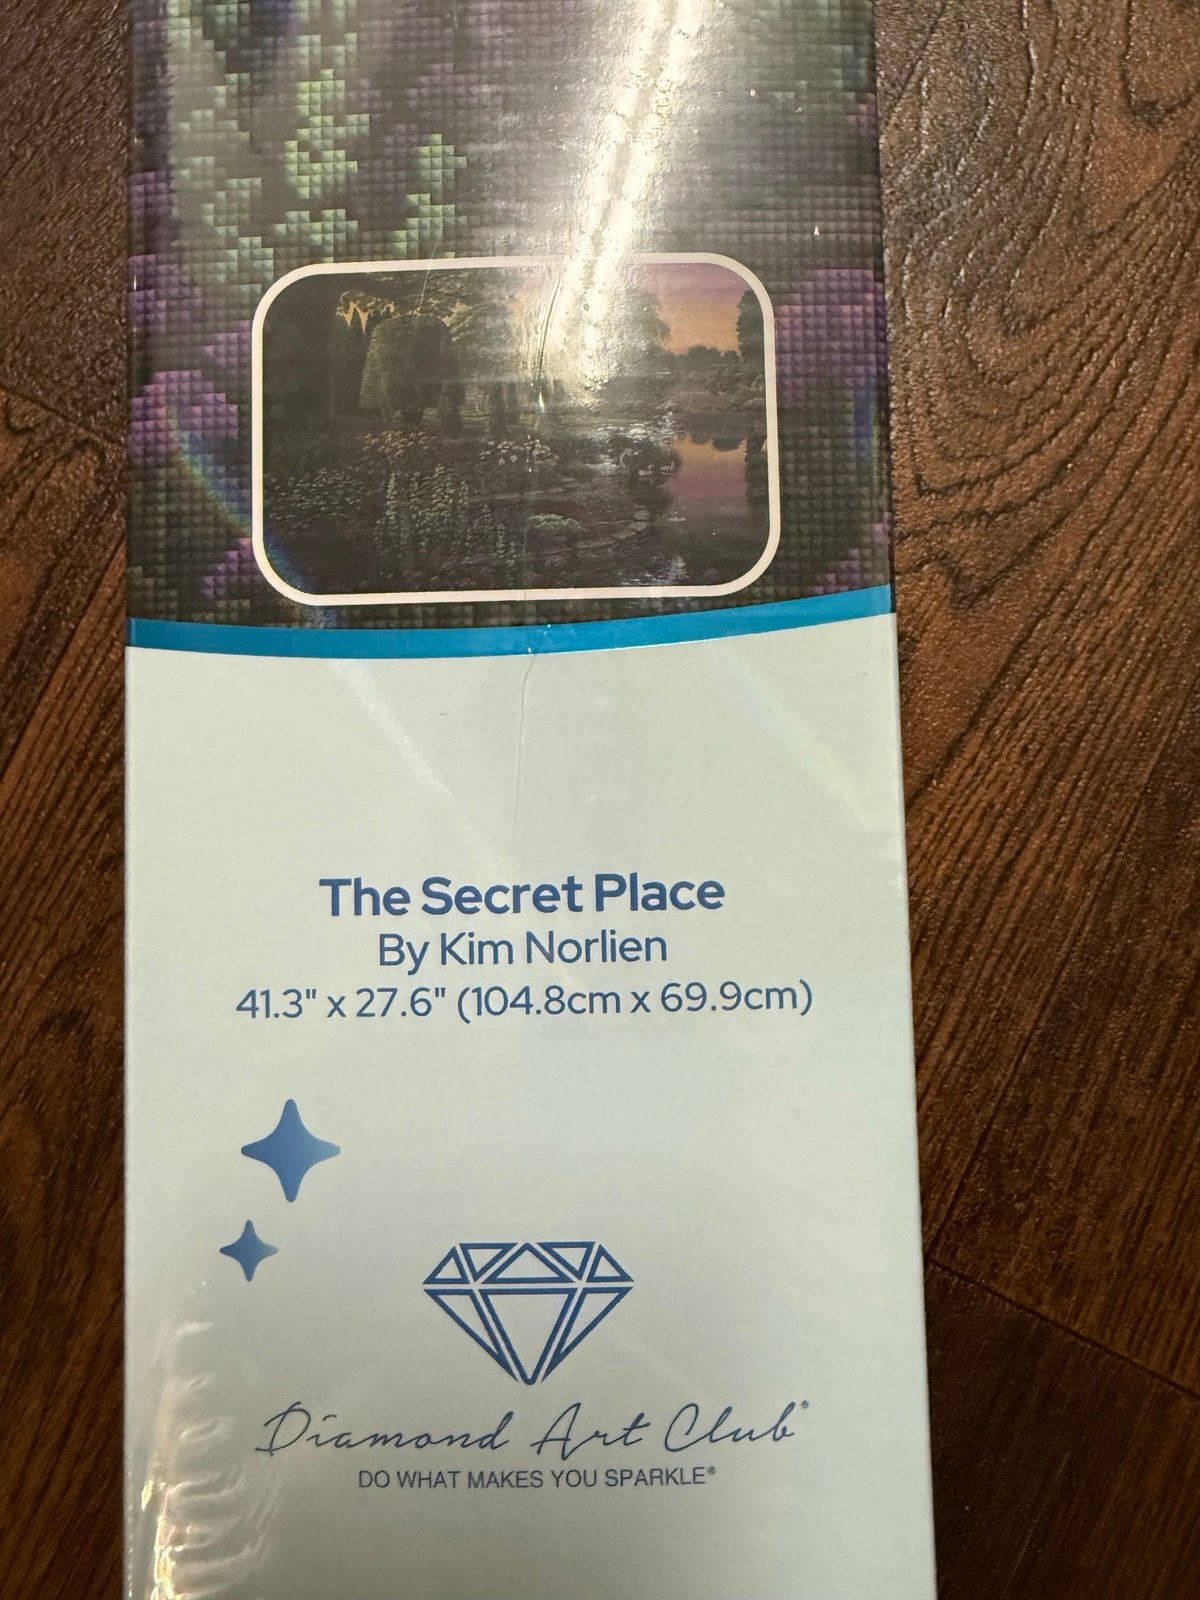 The Secret Place
By Kim Norlien
41.3" x 27.6" (104.8cm x 69.9cm)
Diamond Art Club®
DO WHAT MAKES YOU SPARKLE®